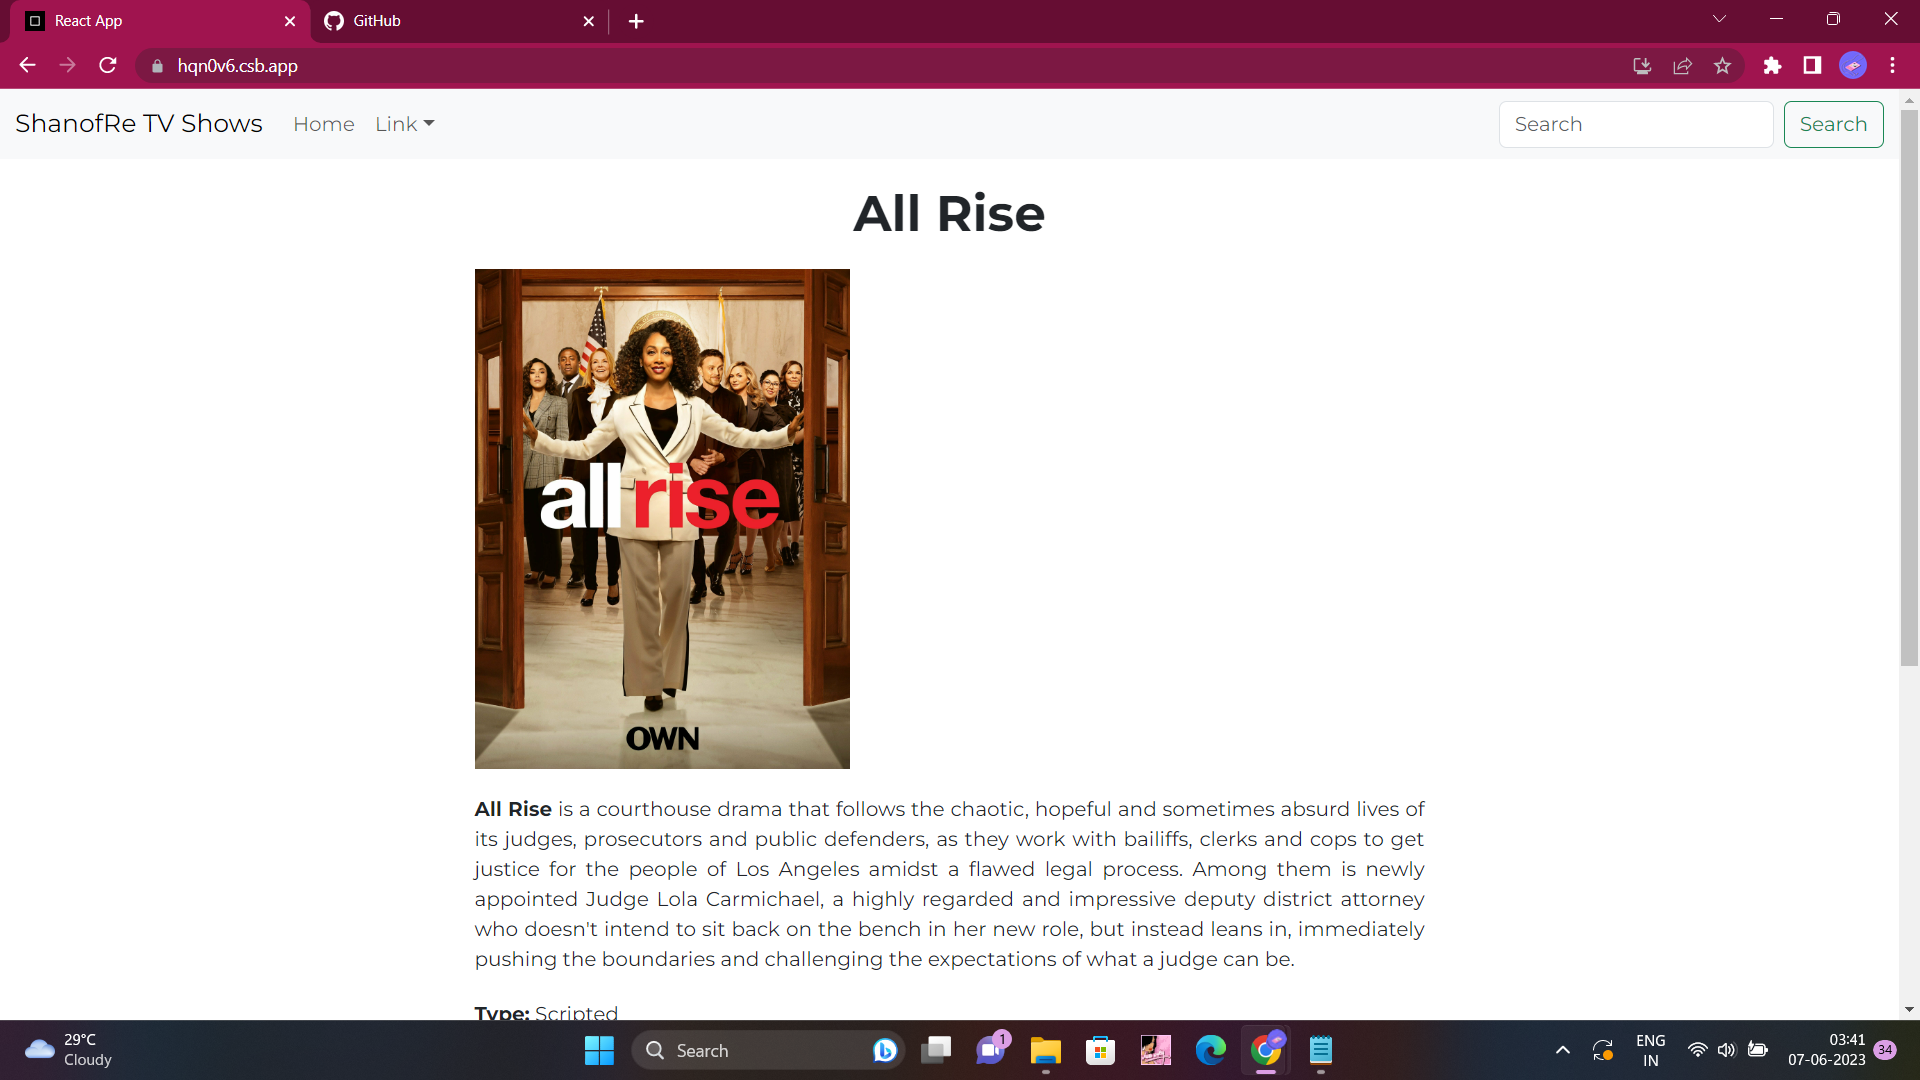 React App
GitHub
hqn0v6.csb.app
ShanofRe TV Shows
Home
Link
Search
Search
All Rise
all rise
OWN
All Rise is a courthouse drama that follows the chaotic, hopeful and sometimes absurd lives of
its judges, prosecutors and public defenders, as they work with bailiffs, clerks and cops to get
justice for the people of Los Angeles amidst a flawed legal process. Among them is newly
appointed Judge Lola Carmichael, a highly regarded and impressive deputy district attorney
who doesn't intend to sit back on the bench in her new role, but instead leans in, immediately
pushing the boundaries and challenging the expectations of what a judge can be.
Type: Scripted
29°C
Cloudy
Search
1
ENG
IN
03:41
07-06-2023
34